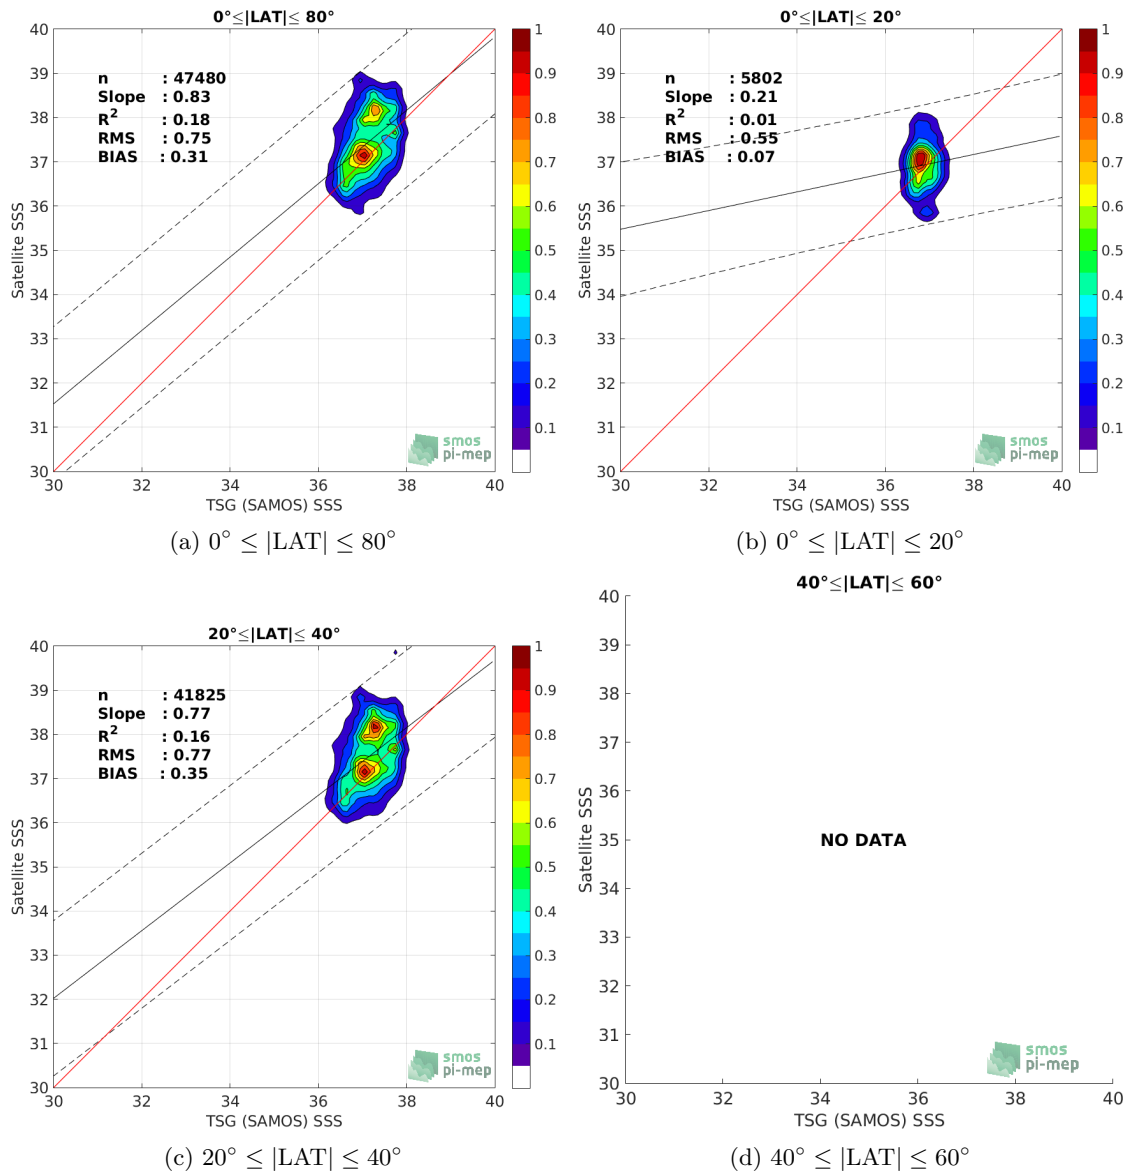 0°≤|LAT|≤ 80°
n : 47480
Slope : 0.83
R2 : 0.18
RMS : 0.75
BIAS : 0.31
Satellite SSS
40
39
38
37
36
35
34
33
32
31
30
30 32 34 36 38 40
TSG (SAMOS) SSS
1
0.9
0.8
0.7
0.6
0.5
0.4
0.3
0.2
0.1
smos
pi-mep
(a) 0° ≤ |LAT| ≤ 80°
0°≤|LAT|≤ 20°
n : 5802
Slope : 0.21
R2 : 0.01
RMS : 0.55
BIAS : 0.07
Satellite SSS
40
39
38
37
36
35
34
33
32
31
30
30 32 34 36 38 40
TSG (SAMOS) SSS
1
0.9
0.8
0.7
0.6
0.5
0.4
0.3
0.2
0.1
smos
pi-mep
(b) 0° ≤ |LAT| ≤ 20°
20°≤|LAT|≤ 40°
n : 41825
Slope : 0.77
R2 : 0.16
RMS : 0.77
BIAS : 0.35
Satellite SSS
40
39
38
37
36
35
34
33
32
31
30
30 32 34 36 38 40
TSG (SAMOS) SSS
1
0.9
0.8
0.7
0.6
0.5
0.4
0.3
0.2
0.1
smos
pi-mep
(c) 20° ≤ |LAT| ≤ 40°
40°≤|LAT|≤ 60°
Satellite SSS
40
39
38
37
36
35
34
33
32
31
30
NO DATA
30 32 34 36 38 40
TSG (SAMOS) SSS
smos
pi-mep
(d) 40° ≤ |LAT| ≤ 60°